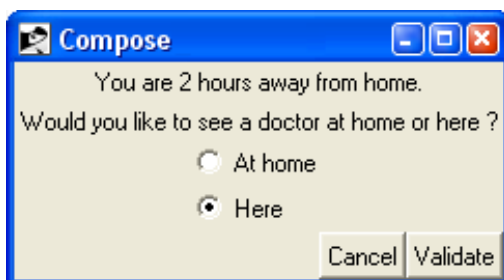 Compose
You are 2 hours away from home.
Would you like to see a doctor at home or here ?
At home
Here
Cancel Validate